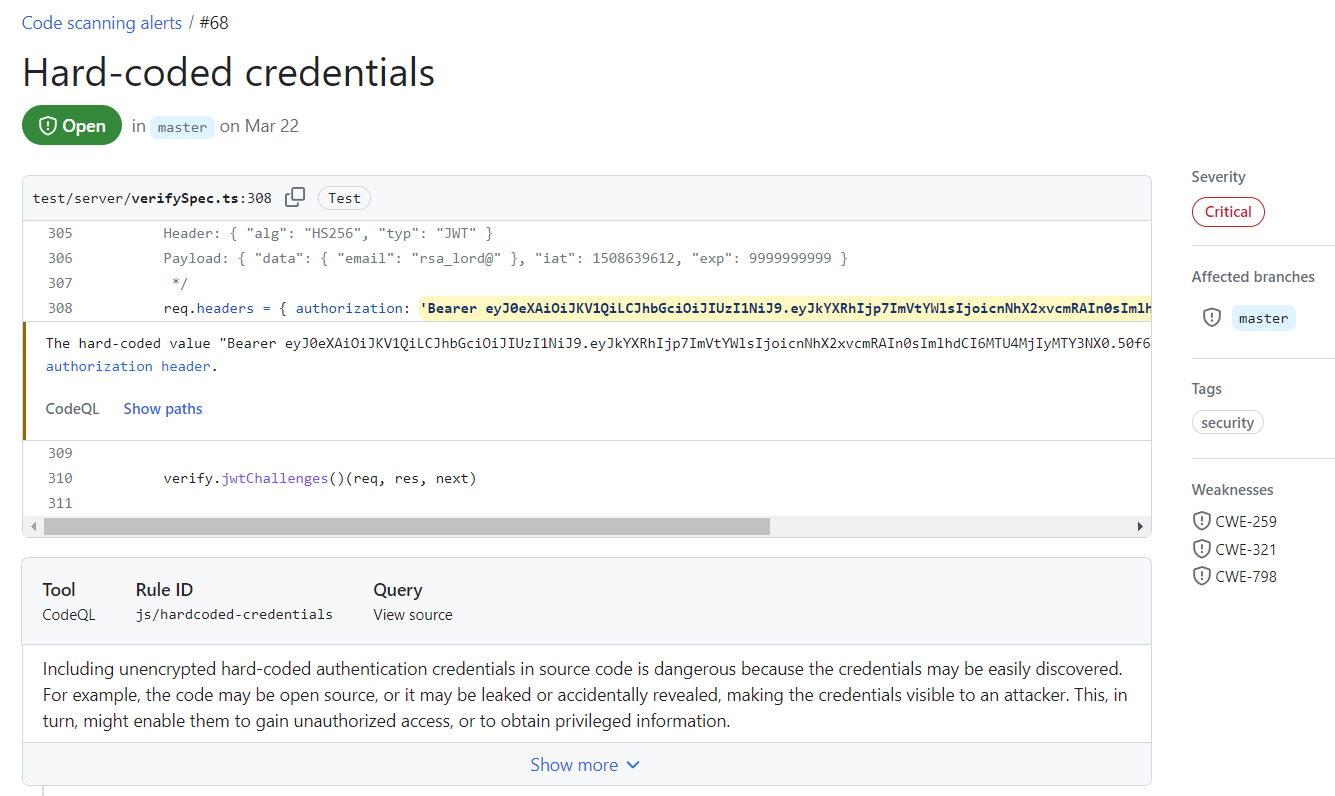 Code scanning alerts / #68
Hard-coded credentials
Open in master on Mar 22
test/server/verifySpec.ts:308 Test
305 Header: { "alg": "HS256", "typ": "JWT" }
306 Payload: { "data": { "email": "rsa_lord@" }, "iat": 1508639612, "exp": 9999999999 }
307 */
308 req.headers = { authorization: 'Bearer eyJ0eXAiOiJKV1QiLCJhbGciOiJIUzI1NiJ9.eyJkYXRhIjp7ImVtYWlsIjoicnNhX2xvcmRAIn0sImlh
The hard-coded value "Bearer eyJ0eXAiOiJKV1QiLCJhbGciOiJIUzI1NiJ9.eyJkYXRhIjp7ImVtYWlsIjoicnNhX2xvcmRAIn0sImlhdCI6MTU4MjIyMTY3NX0.50f6
authorization header.
CodeQL Show paths
309
310 verify.jwtChallenges()(req, res, next)
311
Tool Rule ID Query
CodeQL js/hardcoded-credentials View source
Including unencrypted hard-coded authentication credentials in source code is dangerous because the credentials may be easily discovered.
For example, the code may be open source, or it may be leaked or accidentally revealed, making the credentials visible to an attacker. This, in
turn, might enable them to gain unauthorized access, or to obtain privileged information.
Show more
Severity
Critical
Affected branches
master
Tags
security
Weaknesses
CWE-259
CWE-321
CWE-798